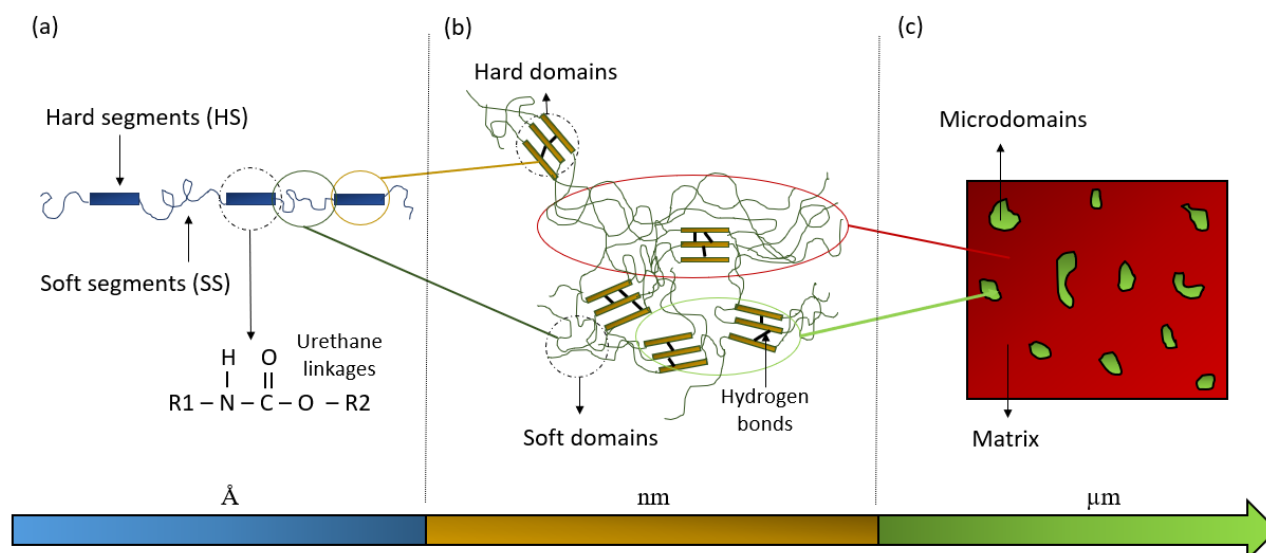 (a)
Hard segments (HS)
Soft segments (SS)
Urethane
linkages
H O
R1 – N – C – O – R2
(b)
Hard domains
Hydrogen
bonds
Soft domains
(c)
Microdomains
Matrix
Å
nm
µm